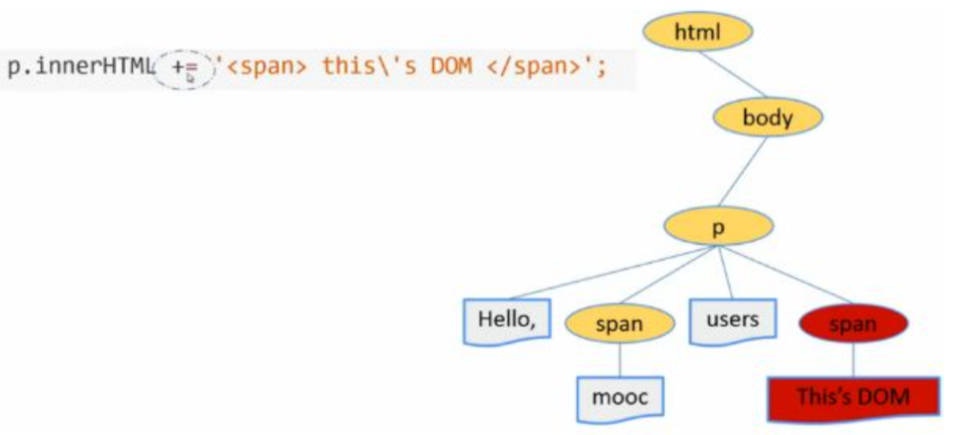 html
p.innerHTML += '<span> this\'s DOM </span>';
body
p
Hello,
span
users
span
mooc
This's DOM